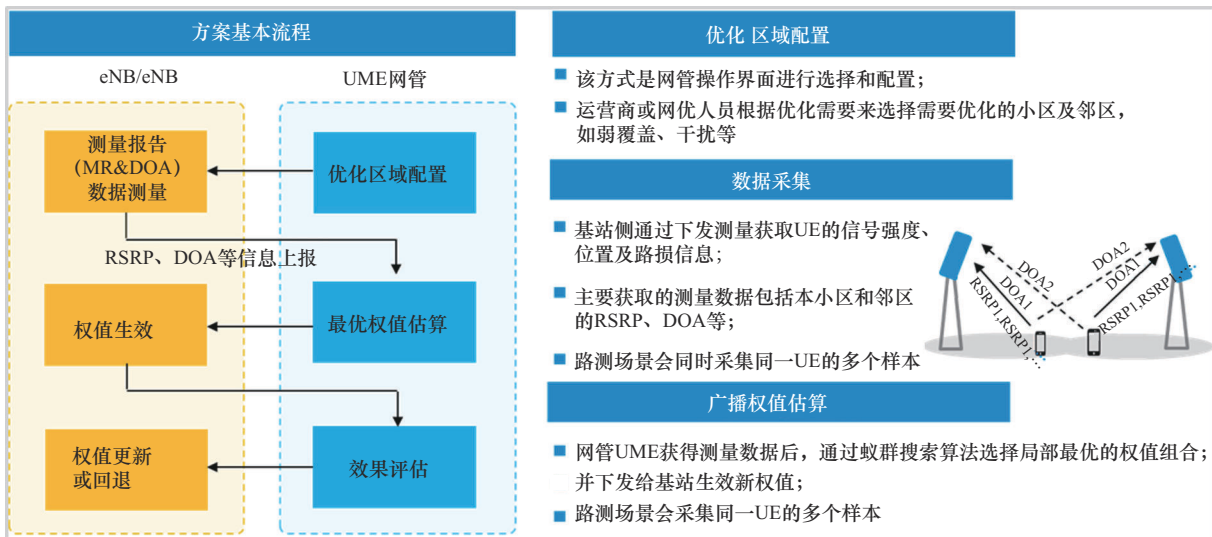 方案基本流程
eNB/eNB
UME网管
测量报告
（MR&DOA）
数据测量
优化区域配置
RSRP、DOA等信息上报
权值生效
最优权值估算
权值更新
或回退
效果评估
优化 区域配置
该方式是网管操作界面进行选择和配置；
运营商或网优人员根据优化需要来选择需要优化的小区及邻区，
如弱覆盖、干扰等
数据采集
基站侧通过下发测量获取UE的信号强度、
位置及路损信息；
主要获取的测量数据包括本小区和邻区
的RSRP、DOA等；
路测场景会同时采集同一UE的多个样本
DOA2
DOA1
RSRP1,RSRP1,…
DOA2
DOA1
RSRP1,RSRP1,…
广播权值估算
网管UME获得测量数据后，通过蚁群搜索算法选择局部最优的权值组合；
并下发给基站生效新权值；
路测场景会采集同一UE的多个样本